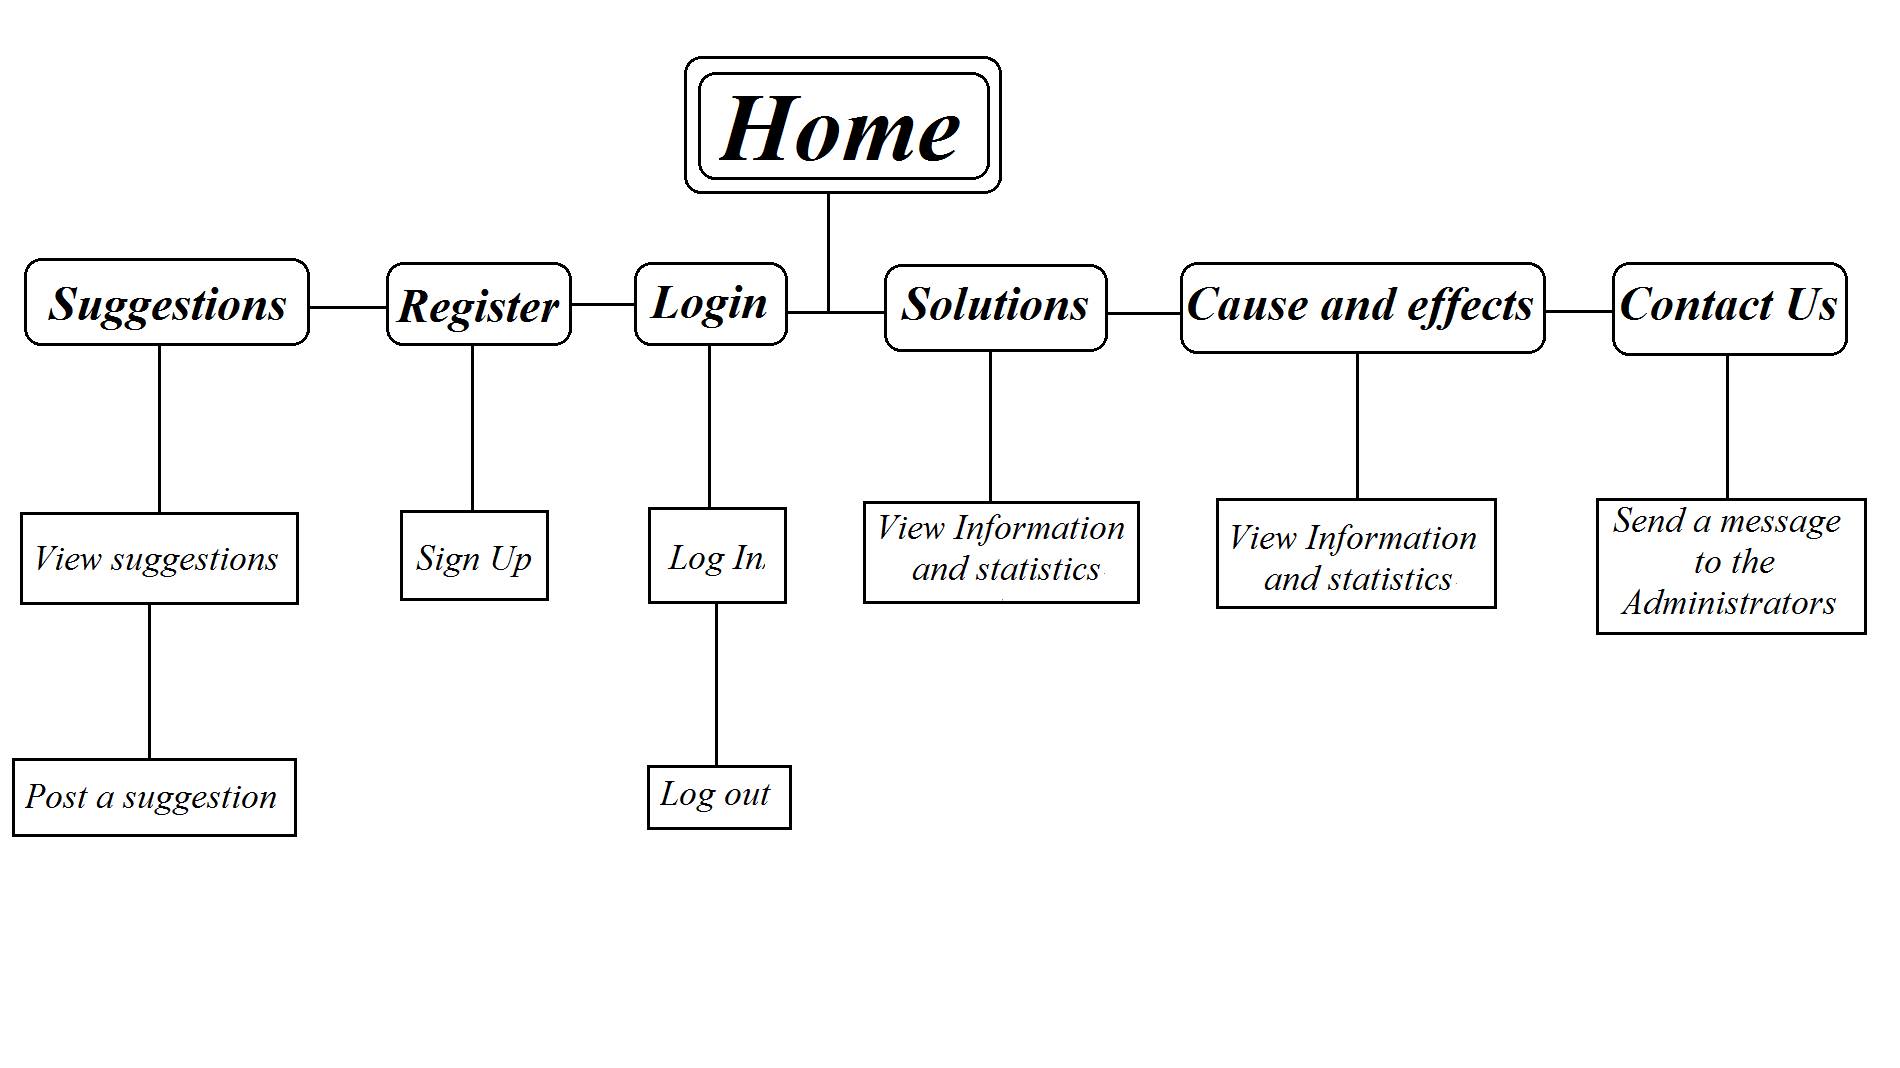 Home
Suggestions
Register
Login
Solutions
Cause and effects
Contact Us
View suggestions
Sign Up
Log In
View Information
and statistics
View Information
and statistics
Send a message
to the
Administrators
Post a suggestion
Log out